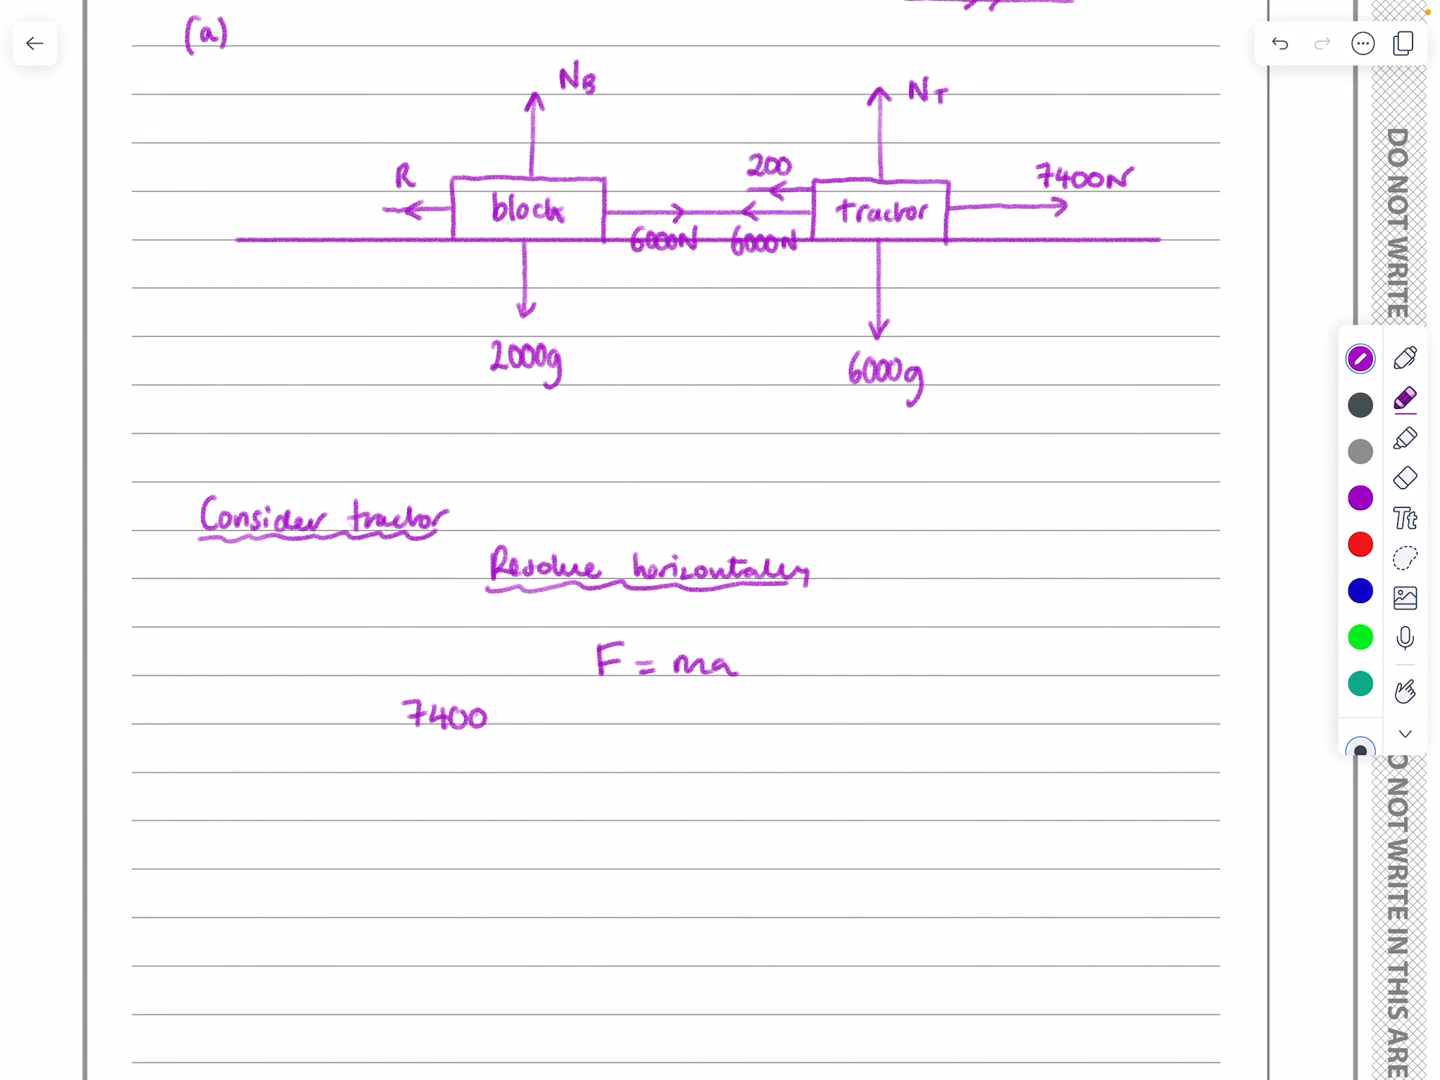 (a)
NB
NT
R
200
7400N
block
tractor
6000N
6000N
2000g
6000g
Consider tractor
Resolve horizontally
F = ma
7400
Tt
DO NOT WRITE
O NOT WRITE IN THIS ARE